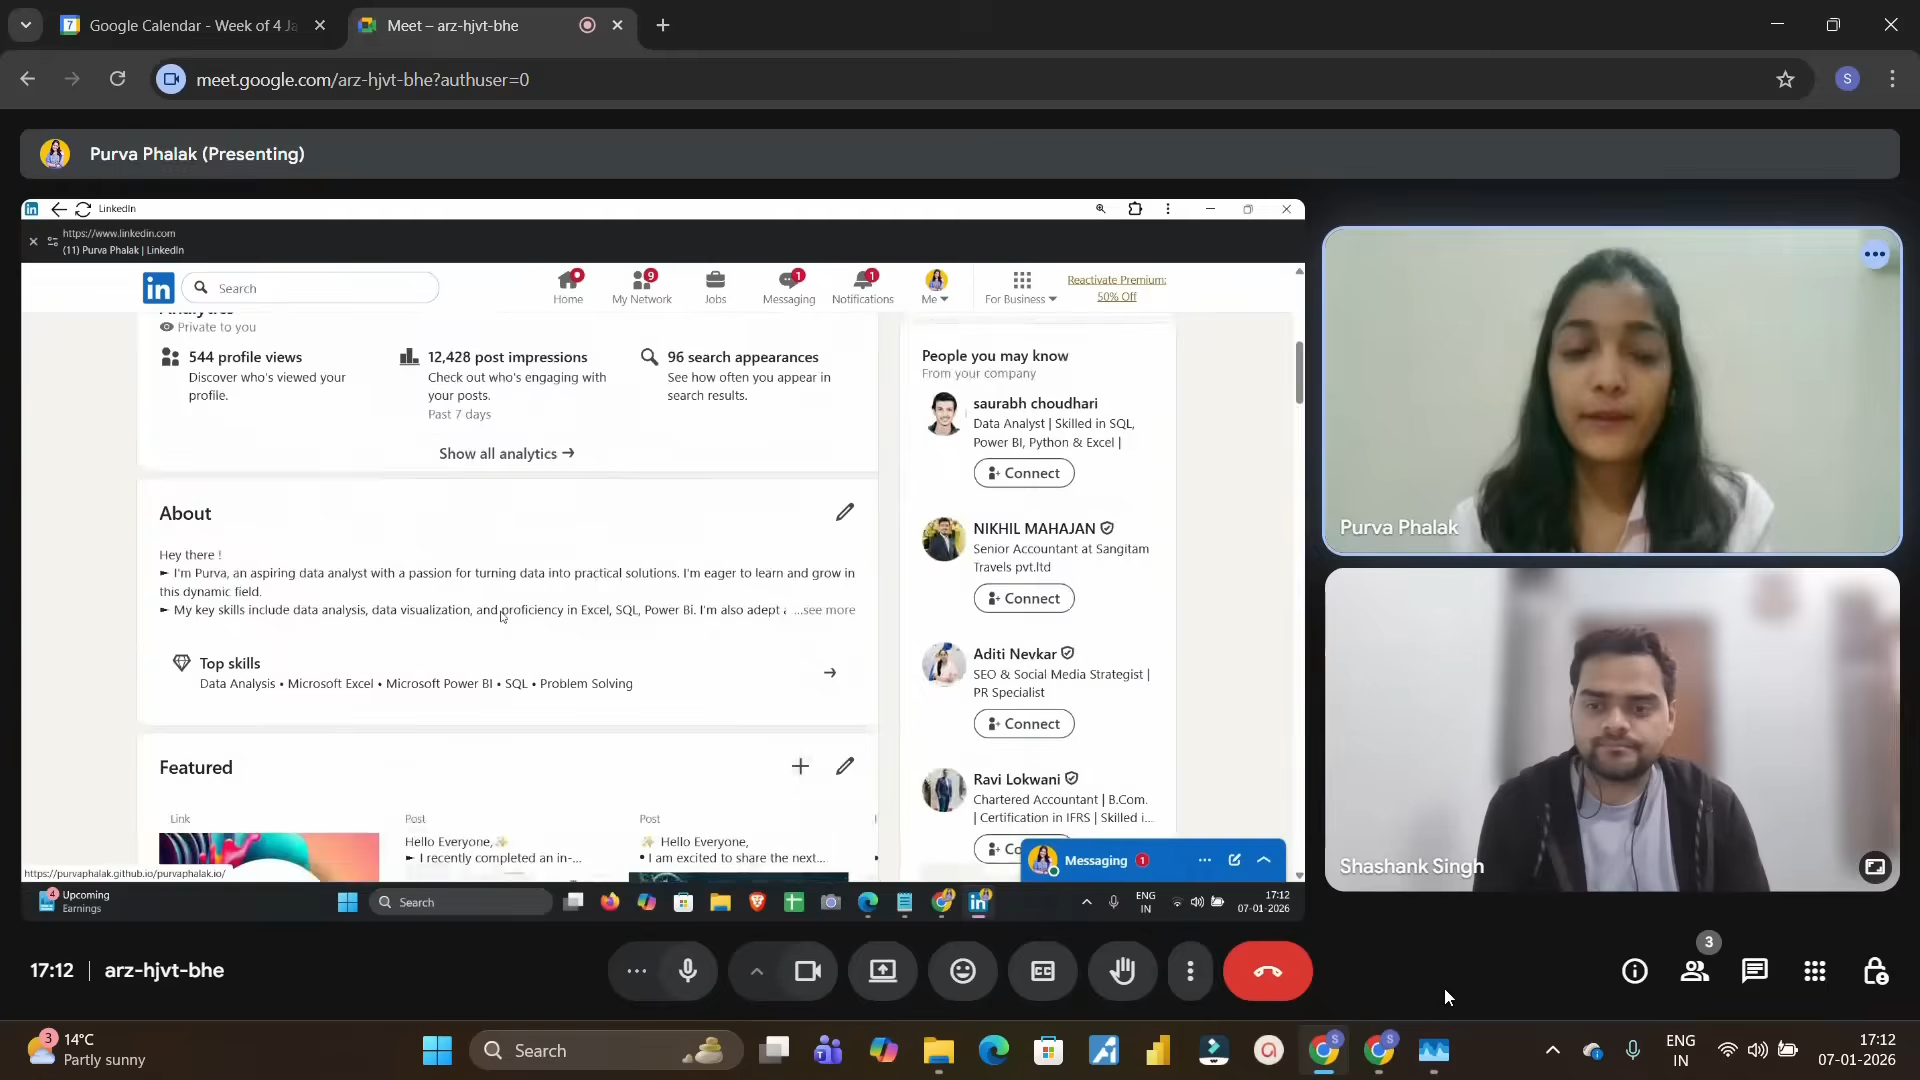 Google Calendar - Week of 4 Ja
Meet – arz-hjvt-bhe
meet.google.com/arz-hjvt-bhe?authuser=0
S
Purva Phalak (Presenting)
LinkedIn
https://www.linkedin.com
(11) Purva Phalak | LinkedIn
Search
Home
9
My Network
Jobs
1
Messaging
1
Notifications
Me
For Business
Reactivate Premium:
50% Off
Analytics
Private to you
544 profile views
Discover who's viewed your
profile.
12,428 post impressions
Check out who's engaging with
your posts.
Past 7 days
96 search appearances
See how often you appear in
search results.
Show all analytics →
About
Hey there !
► I'm Purva, an aspiring data analyst with a passion for turning data into practical solutions. I'm eager to learn and grow in
this dynamic field.
► My key skills include data analysis, data visualization, and proficiency in Excel, SQL, Power Bi. I'm also adept a ...see more
Top skills
Data Analysis • Microsoft Excel • Microsoft Power BI • SQL • Problem Solving
Featured
Link
Post
Hello Everyone,✨
► I recently completed an in-...
Post
✨ Hello Everyone,
• I am excited to share the next...
People you may know
From your company
saurabh choudhari
Data Analyst | Skilled in SQL,
Power BI, Python & Excel |
Connect
NIKHIL MAHAJAN
Senior Accountant at Sangitam
Travels pvt.ltd
Connect
Aditi Nevkar
SEO & Social Media Strategist |
PR Specialist
Connect
Ravi Lokwani
Chartered Accountant | B.Com.
| Certification in IFRS | Skilled i...
Co
Messaging 1
https://purvaphalak.github.io/purvaphalak.io/
4
Upcoming
Earnings
Search
ENG
IN
17:12
07-01-2026
Purva Phalak
Shashank Singh
17:12 | arz-hjvt-bhe
3
3
14°C
Partly sunny
Search
ENG
IN
17:12
07-01-2026